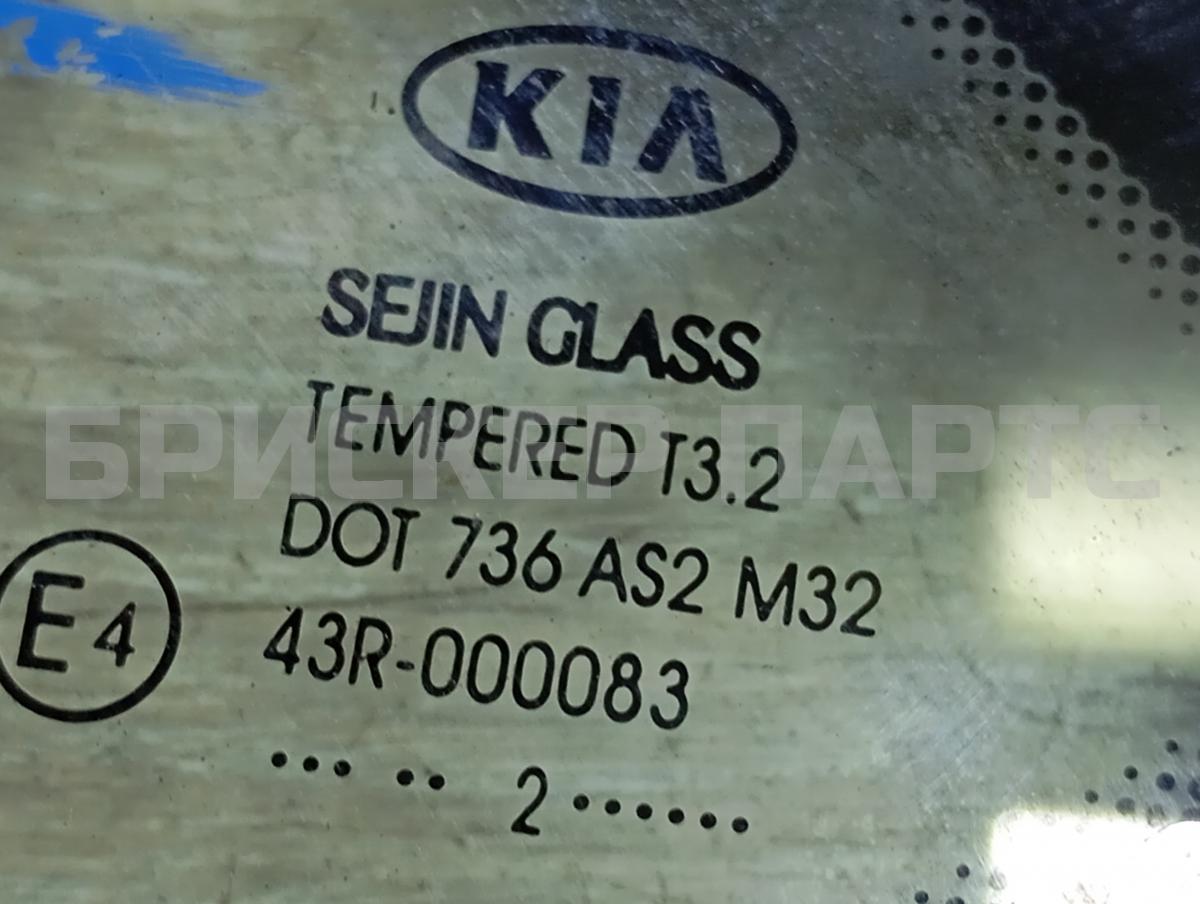 KIA
SEJIN GLASS
TEMPERED T3.2
БРИСКЕР ПАРТС
DOT 736 AS2 M32
E4
43R-000083
••• •• 2 ••••••